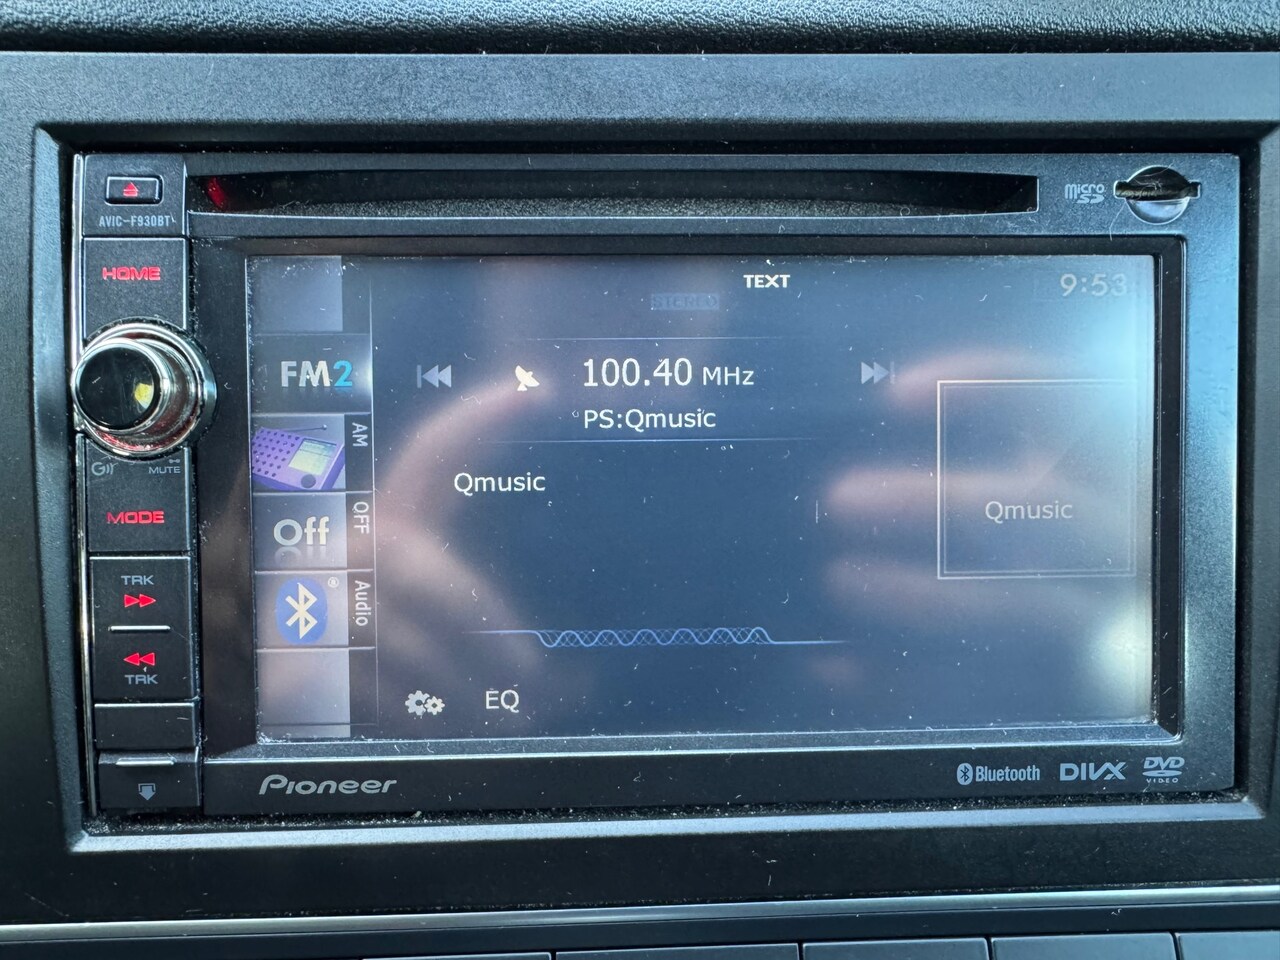 micro
SD
AVIC-F930BT
HOME
TEXT
STEREO
9:53
FM2
100.40 MHz
PS:Qmusic
AM
MUTE
Qmusic
Qmusic
MODE
Off
OFF
TRK
Audio
TRK
EQ
Pioneer
Bluetooth
DIVX
DVD
VIDEO